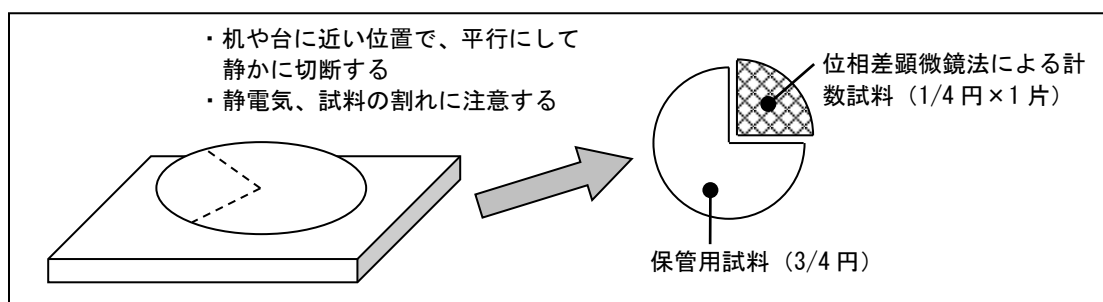 ・机や台に近い位置で、平行にして
静かに切断する
・静電気、試料の割れに注意する
位相差顕微鏡法による計
数試料（1/4 円×1 片）
保管用試料（3/4 円）